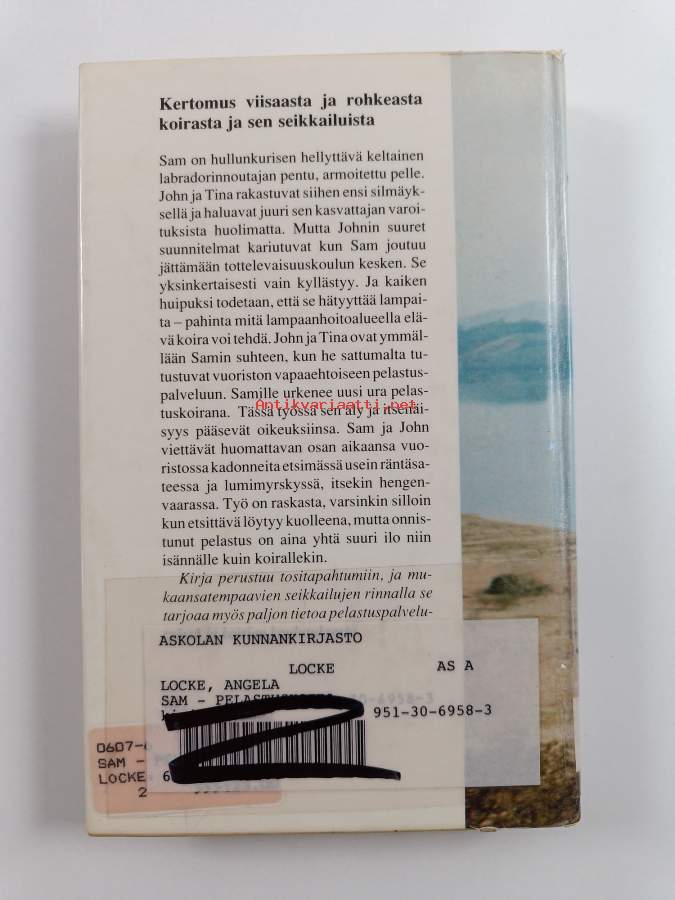 Kertomus viisaasta ja rohkeasta
koirasta ja sen seikkailuista
Sam on hullunkurisen hellyttävä keltainen
labradorinnoutajan pentu, armoitettu pelle.
John ja Tina rakastuvat siihen ensi silmäyk-
sellä ja haluavat juuri sen kasvattajan varoi-
tuksista huolimatta. Mutta Johnin suuret
suunnitelmat kariutuvat kun Sam joutuu
jättämään tottelevaisuuskoulun kesken. Se
yksinkertaisesti vain kyllästyy. Ja kaiken
huipuksi todetaan, että se hätyyttää lampai-
ta – pahinta mitä lampaanhoitoalueella elä-
vä koira voi tehdä. John ja Tina ovat ymmäl-
lään Samin suhteen, kun he sattumalta tu-
tustuvat vuoriston vapaaehtoiseen pelastus-
palveluun. Samille urkenee uusi ura pelas-
tuskoirana. Tässä työssä sen äly ja itsenäi-
Antikvariaatti.net
syys pääsevät oikeuksiinsa. Sam ja John
viettävät huomattavan osan aikaansa vuo-
ristossa kadonneita etsimässä usein räntäsa-
teessa ja lumimyrskyssä, itsekin hengen-
vaarassa. Työ on raskasta, varsinkin silloin
kun etsittävä löytyy kuolleena, mutta onnis-
tunut pelastus on aina yhtä suuri ilo niin
isännälle kuin koirallekin.
Kirja perustuu tositapahtumiin, ja mu-
kaansatempaavien seikkailujen rinnalla se
tarjoaa myös paljon tietoa pelastuspalvelu-
ASKOLAN KUNNANKIRJASTO
LOCKE AS A
LOCKE, ANGELA
SAM - 6958-3
951-30-6958-3
0607-
SAM -
LOCKE
6
2